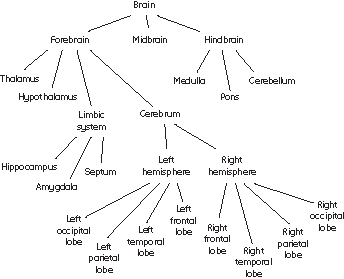 Brain
Forebrain
Midbrain
Hindbrain
Thalamus
Hypothalamus
Limbic
system
Cerebrum
Medulla
Pons
Cerebellum
Hippocampus
Amygdala
Septum
Left
hemisphere
Right
hemisphere
Left
occipital
lobe
Left
parietal
lobe
Left
temporal
lobe
Left
frontal
lobe
Right
frontal
lobe
Right
temporal
lobe
Right
parietal
lobe
Right
occipital
lobe